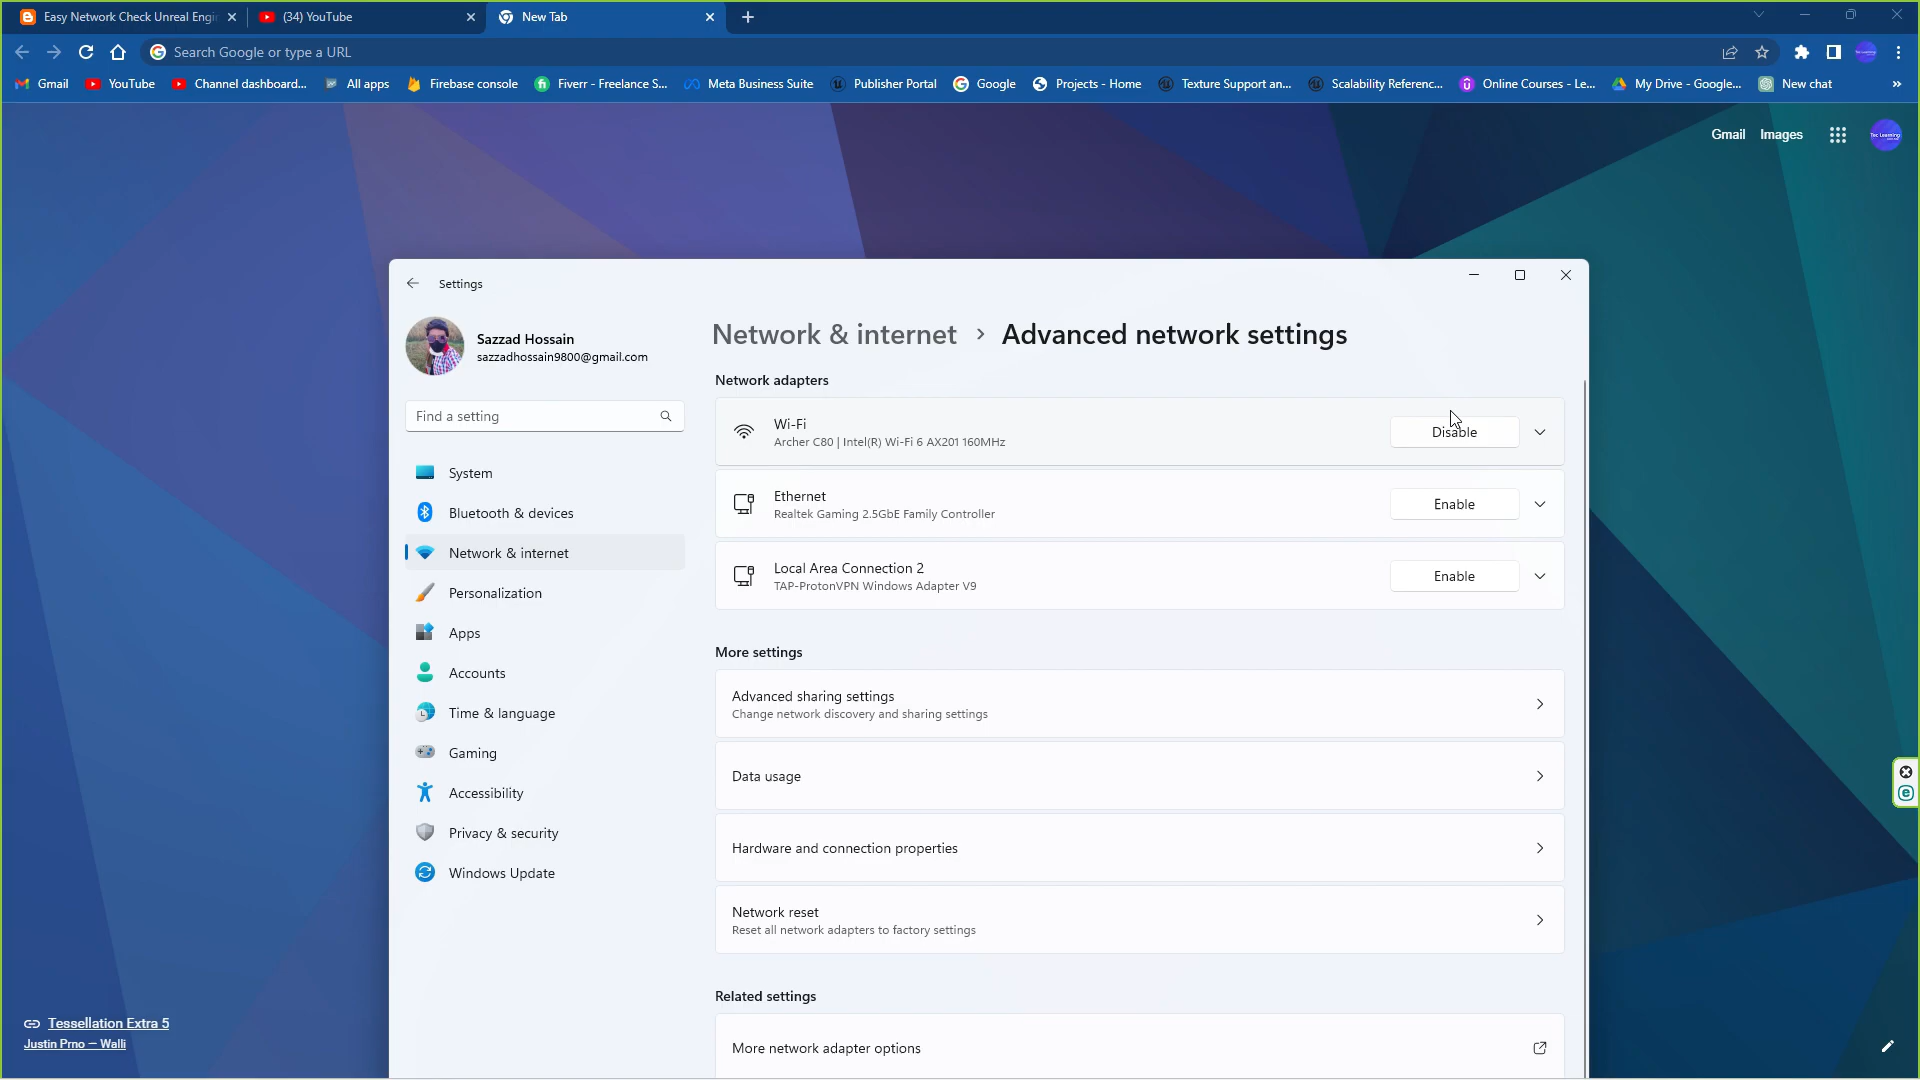 Easy Network Check Unreal Engi
(34) YouTube
New Tab
Search Google or type a URL
Gmail
YouTube
Channel dashboard...
All apps
Firebase console
Fiverr - Freelance S...
Meta Business Suite
Publisher Portal
Google
Projects - Home
Texture Support an...
Scalability Referenc...
Online Courses - Le...
My Drive - Google...
New chat
»
Gmail
Images
Tec Learning
Settings
Sazzad Hossain
sazzadhossain9800@gmail.com
Find a setting
System
Bluetooth & devices
Network & internet
Personalization
Apps
Accounts
Time & language
Gaming
Accessibility
Privacy & security
Windows Update
Network & internet > Advanced network settings
Network adapters
Wi-Fi
Archer C80 | Intel(R) Wi-Fi 6 AX201 160MHz
Disable
Ethernet
Realtek Gaming 2.5GbE Family Controller
Enable
Local Area Connection 2
TAP-ProtonVPN Windows Adapter V9
Enable
More settings
Advanced sharing settings
Change network discovery and sharing settings
Data usage
Hardware and connection properties
Network reset
Reset all network adapters to factory settings
Related settings
More network adapter options
Tessellation Extra 5
Justin Prno — Walli